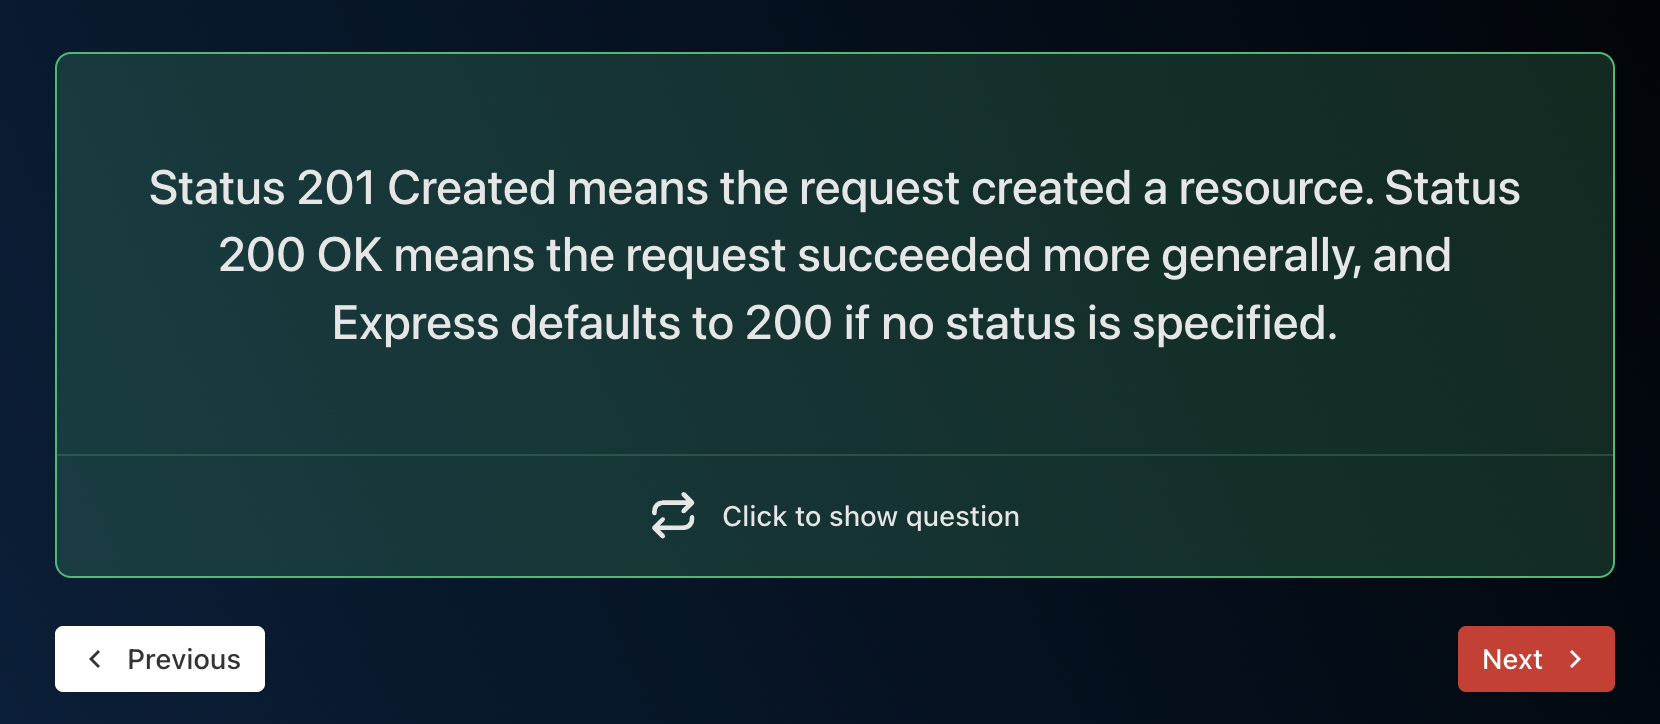 Status 201 Created means the request created a resource. Status
200 OK means the request succeeded more generally, and
Express defaults to 200 if no status is specified.
Click to show question
Previous
Next